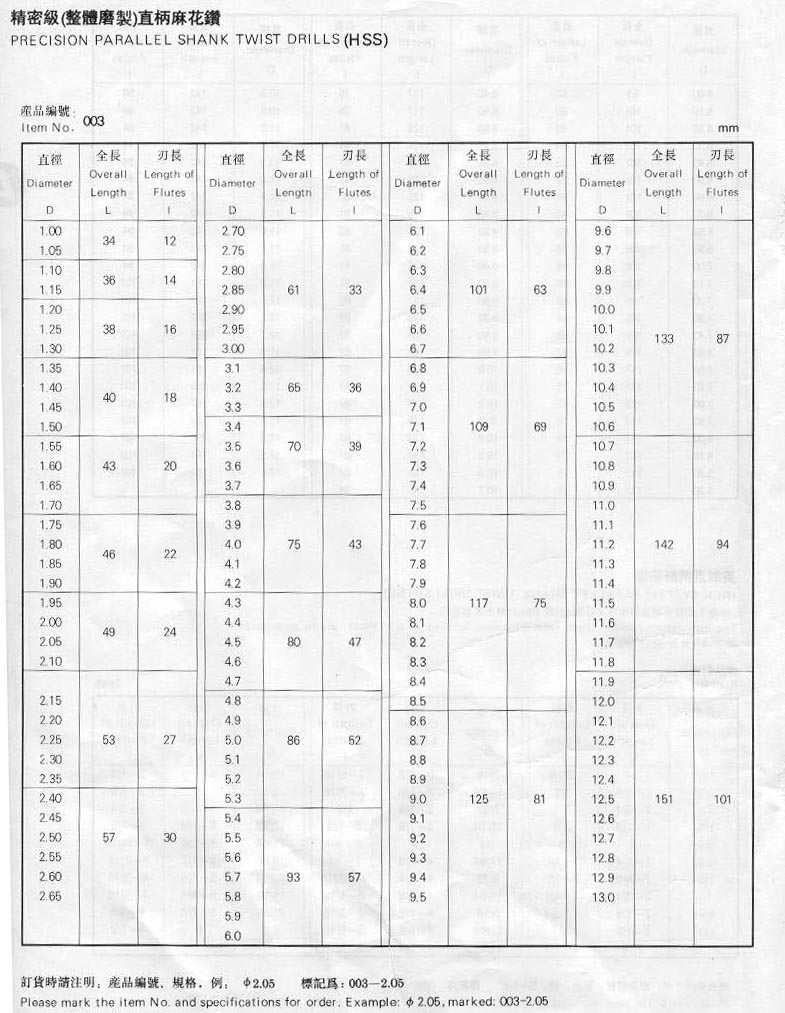 精密級(整體磨製)直柄麻花鑽
PRECISION PARALLEL SHANK TWIST DRILLS (HSS)
産品編號:
Item No. 003
mm
直徑 全長 刃長 直徑 全長 刃長 直徑 全長 刃長 直徑 全長 刃長
Diameter Overall Length Length of Flutes Diameter Overall Length Length of Flutes Diameter Overall Length Length of Flutes Diameter Overall Length Length of Flutes
D L l D L l D L l D L l
1.00 2.70 6.1 9.6
34 12
1.05 2.75 6.2 9.7
1.10 2.80 6.3 9.8
36 14
1.15 2.85 61 33 6.4 101 63 9.9
1.20 2.90 6.5 10.0
1.25 38 16 2.95 6.6 10.1
133 87
1.30 3.00 6.7 10.2
1.35 3.1 6.8 10.3
1.40 3.2 65 36 6.9 10.4
40 18
1.45 3.3 7.0 10.5
1.50 3.4 7.1 109 69 10.6
1.55 3.5 70 39 7.2 10.7
1.60 43 20 3.6 7.3 10.8
1.65 3.7 7.4 10.9
1.70 3.8 7.5 11.0
1.75 3.9 7.6 11.1
1.80 4.0 75 43 7.7 11.2 142 94
46 22
1.85 4.1 7.8 11.3
1.90 4.2 7.9 11.4
1.95 4.3 8.0 117 75 11.5
2.00 4.4 8.1 11.6
49 24
2.05 4.5 80 47 8.2 11.7
2.10 4.6 8.3 11.8
4.7 8.4 11.9
2.15 4.8 8.5 12.0
2.20 4.9 8.6 12.1
2.25 53 27 5.0 86 52 8.7 12.2
2.30 5.1 8.8 12.3
2.35 5.2 8.9 12.4
2.40 5.3 9.0 125 81 12.5 151 101
2.45 5.4 9.1 12.6
2.50 57 30 5.5 9.2 12.7
2.55 5.6 9.3 12.8
2.60 5.7 93 57 9.4 12.9
2.65 5.8 9.5 13.0
5.9
6.0
訂貨時請注明: 産品編號、規格, 例: ϕ2.05 標記爲: 003—2.05
Please mark the item No. and specifications for order. Example: ϕ 2.05, marked: 003-2.05